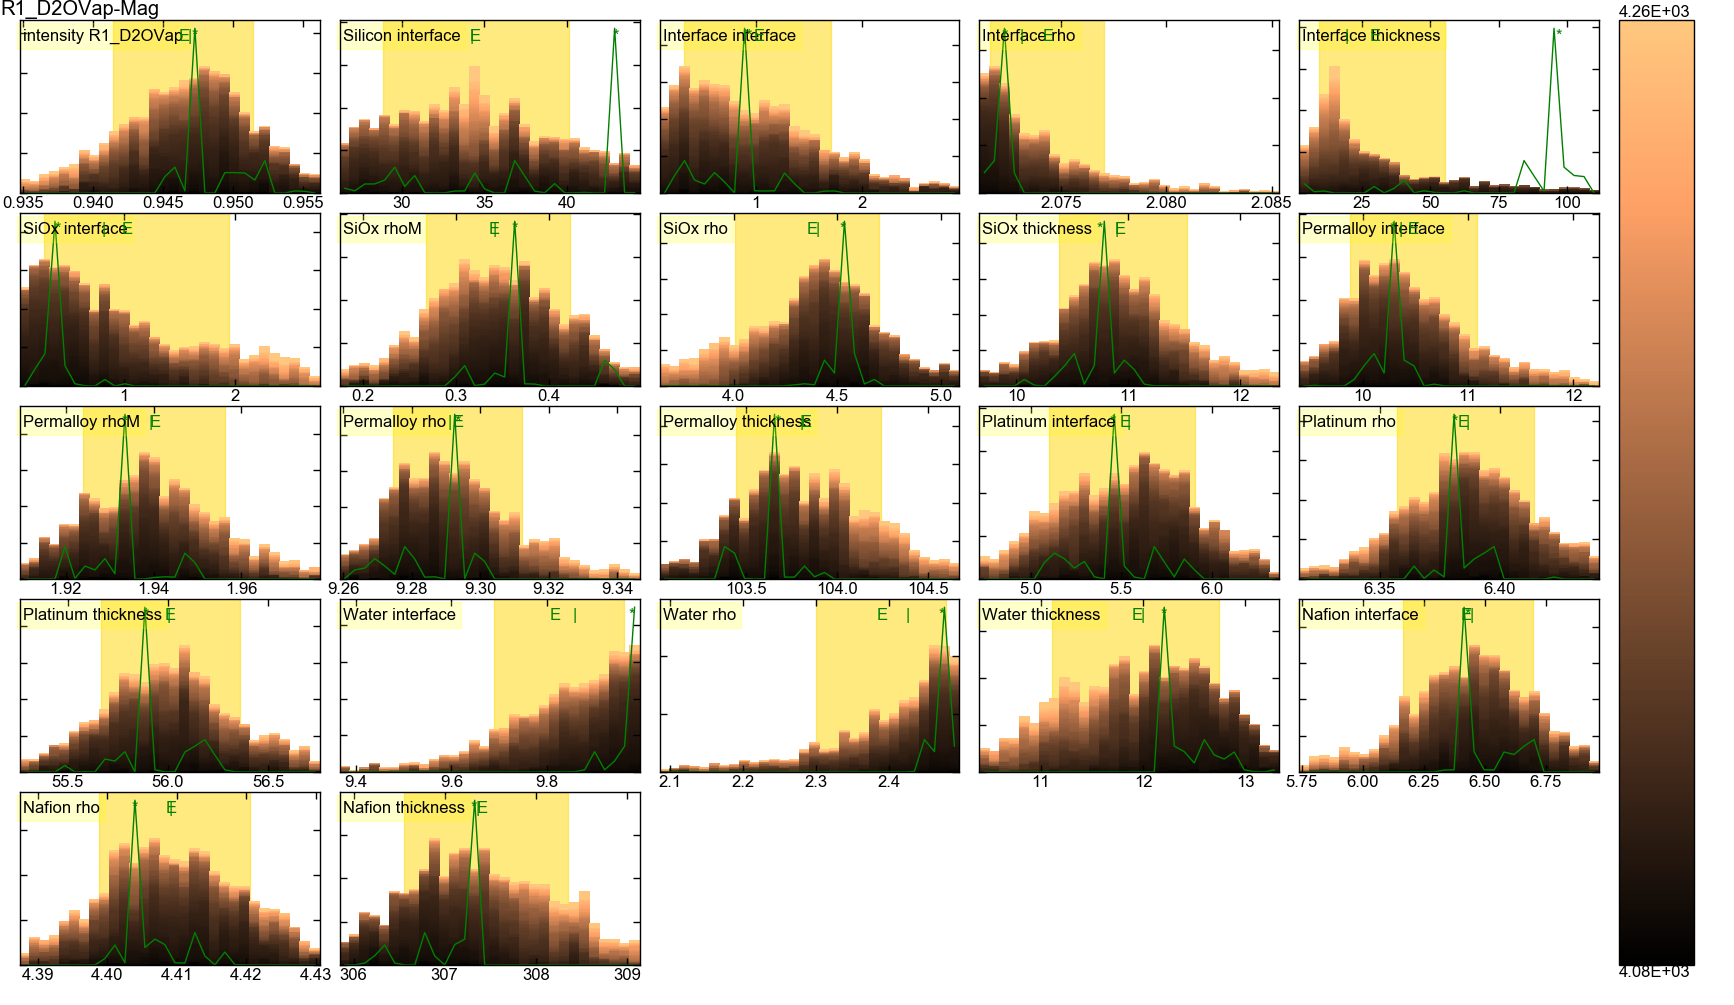 R1_D2OVap-Mag
4.26E+03
intensity R1_D2OVap E| *
Silicon interface E *
Interface interface *E
Interface rho * | E
Interface thickness | E *
0.935 0.940 0.945 0.950 0.955
30 35 40
1 2
2.075 2.080 2.085
25 50 75 100
SiOx interface * | E
SiOx rhoM E *
SiOx rho E| *
SiOx thickness * |E
Permalloy interface * E
1 2
0.2 0.3 0.4
4.0 4.5 5.0
10 11 12
10 11 12
Permalloy rhoM * |E
Permalloy rho |E
Permalloy thickness * E
Platinum interface * E|
Platinum rho * E|
1.92 1.94 1.96
9.26 9.28 9.30 9.32 9.34
103.5 104.0 104.5
5.0 5.5 6.0
6.35 6.40
Platinum thickness * E
Water interface E | *
Water rho E | *
Water thickness E| *
Nafion interface E|
55.5 56.0 56.5
9.4 9.6 9.8
2.1 2.2 2.3 2.4
11 12 13
5.75 6.00 6.25 6.50 6.75
Nafion rho * E
Nafion thickness * |E
4.39 4.40 4.41 4.42 4.43
306 307 308 309
4.08E+03